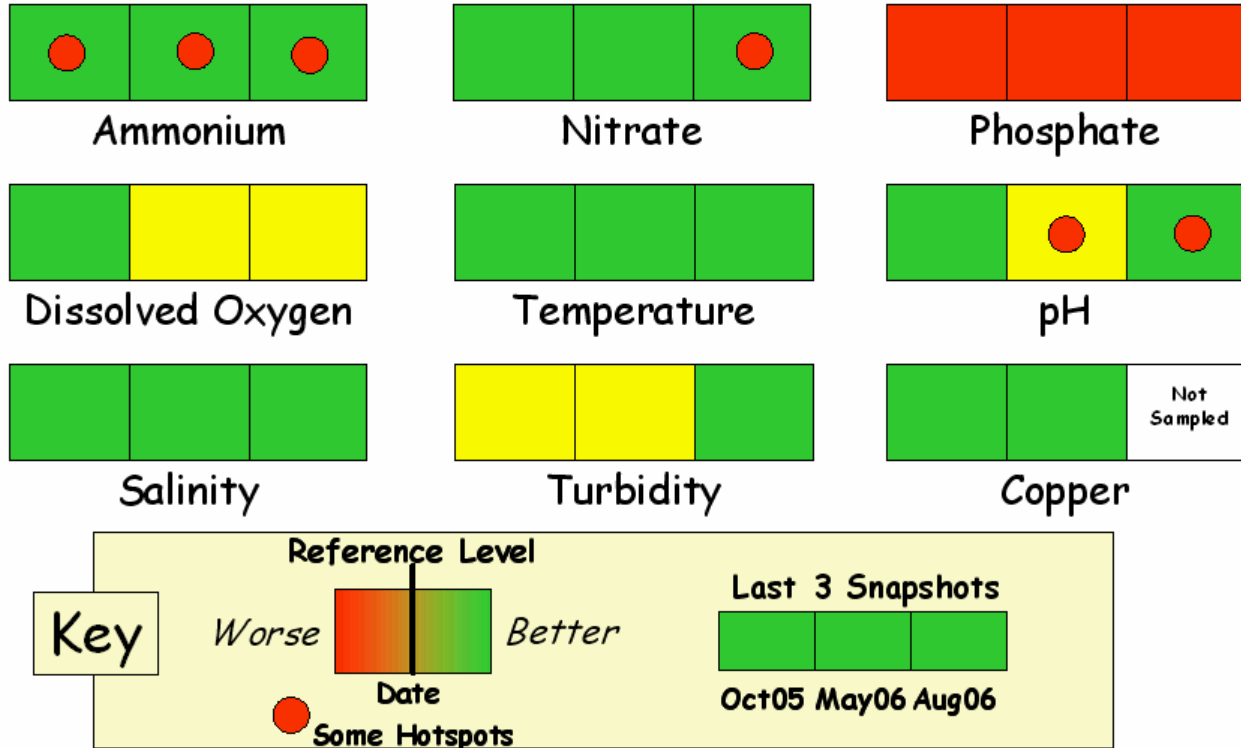 Ammonium
Nitrate
Phosphate
Dissolved Oxygen
Temperature
pH
Not
Sampled
Salinity
Turbidity
Copper
Key
Reference Level
Worse
Better
Date
Some Hotspots
Last 3 Snapshots
Oct05 May06 Aug06